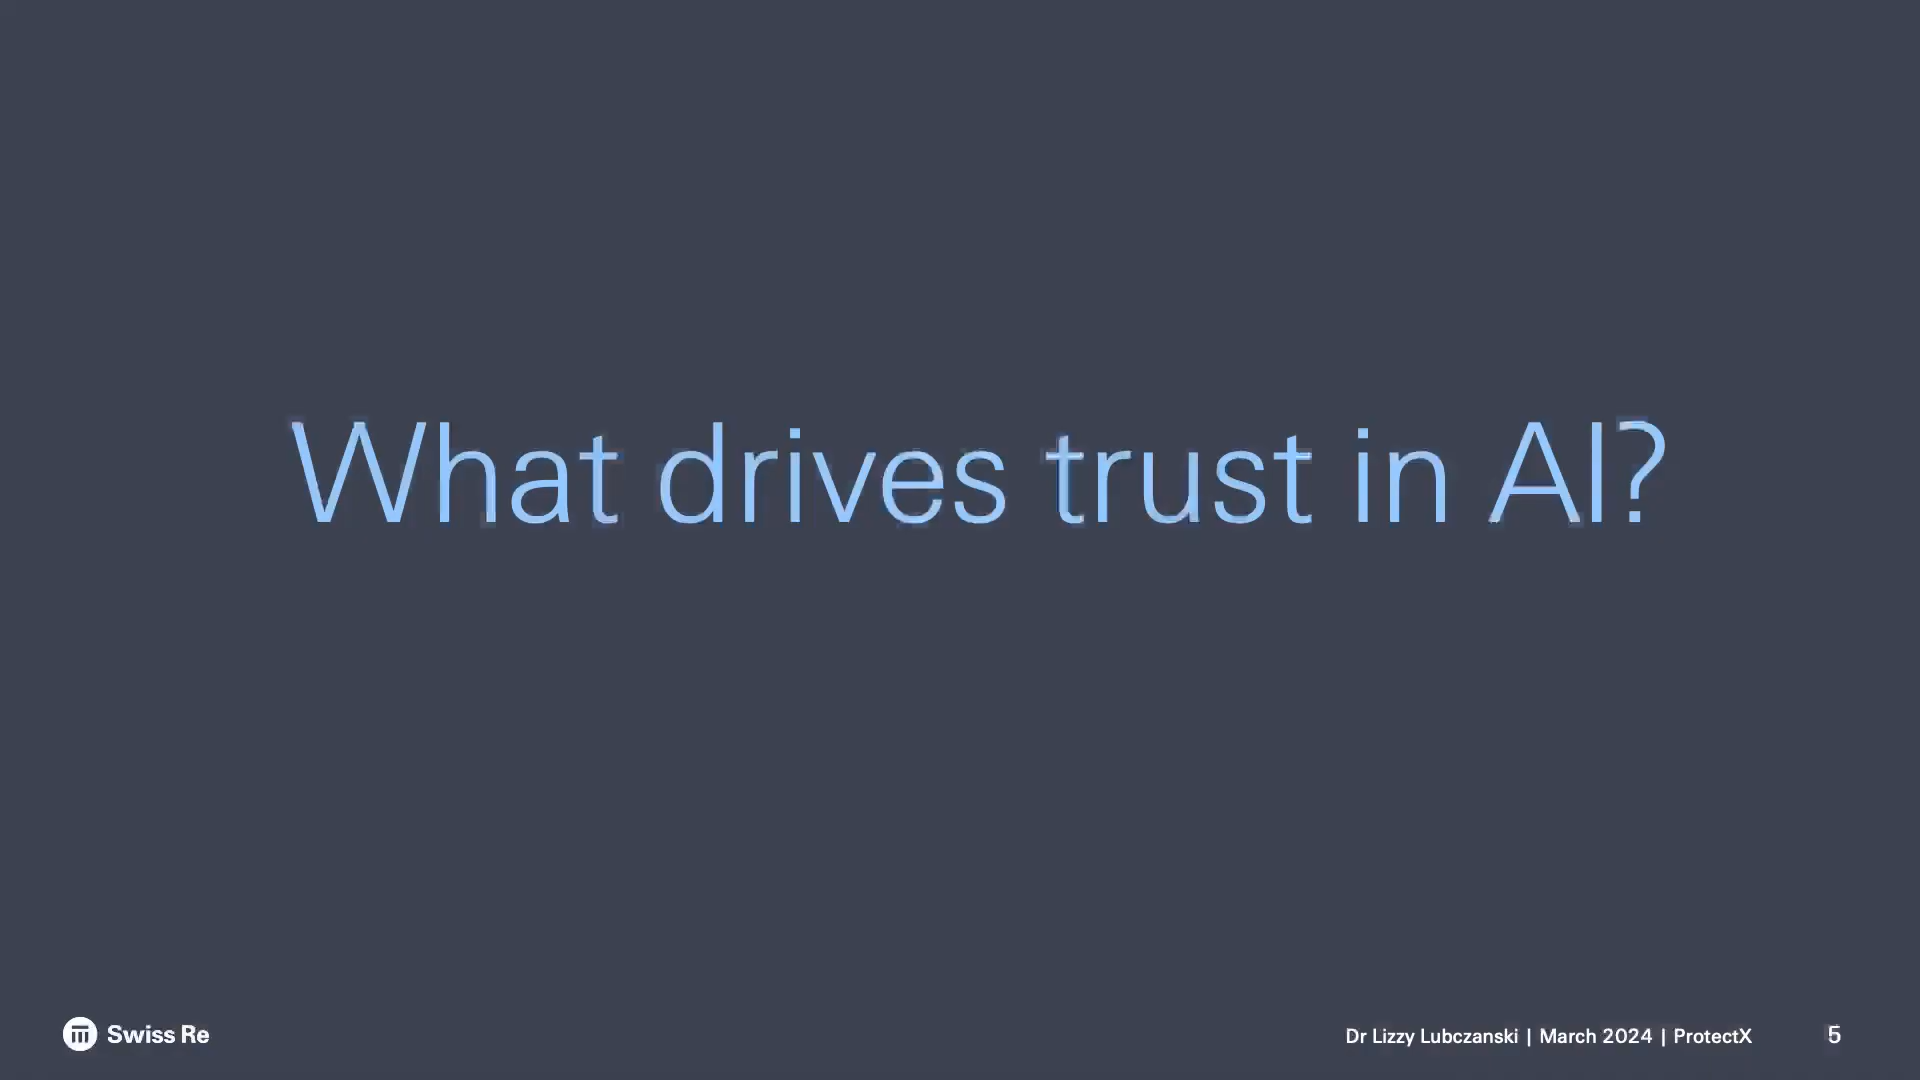 What drives trust in AI?
Swiss Re
Dr Lizzy Lubczanski | March 2024 | ProtectX
5